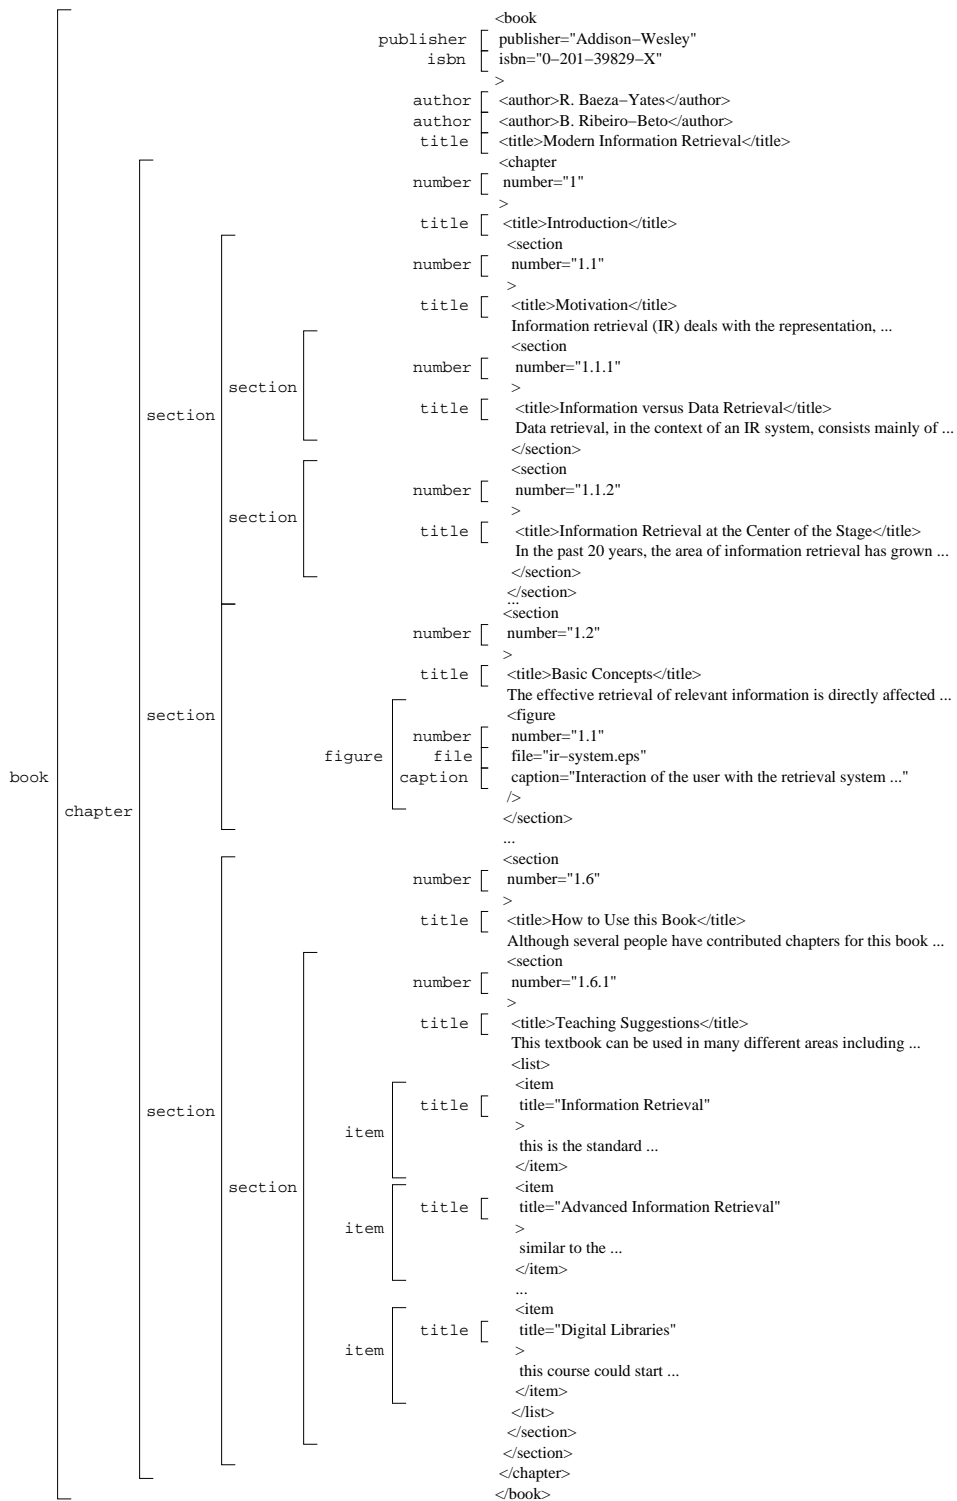 <book
publisher publisher="Addison−Wesley"
isbn isbn="0−201−39829−X"
>
author <author>R. Baeza−Yates</author>
author <author>B. Ribeiro−Beto</author>
title <title>Modern Information Retrieval</title>
<chapter
number number="1"
>
title <title>Introduction</title>
<section
number number="1.1"
>
title <title>Motivation</title>
Information retrieval (IR) deals with the representation, ...
<section
number number="1.1.1"
>
section
title <title>Information versus Data Retrieval</title>
section
Data retrieval, in the context of an IR system, consists mainly of ...
</section>
<section
number number="1.1.2"
>
section
title <title>Information Retrieval at the Center of the Stage</title>
In the past 20 years, the area of information retrieval has grown ...
</section>
</section>
...
<section
number number="1.2"
>
title <title>Basic Concepts</title>
The effective retrieval of relevant information is directly affected ...
section <figure
number number="1.1"
figure file file="ir−system.eps"
book caption caption="Interaction of the user with the retrieval system ..."
/>
chapter
</section>
...
<section
number number="1.6"
>
title <title>How to Use this Book</title>
Although several people have contributed chapters for this book ...
<section
number number="1.6.1"
>
title <title>Teaching Suggestions</title>
This textbook can be used in many different areas including ...
<list>
<item
title title="Information Retrieval"
section
>
item
this is the standard ...
</item>
section <item
title title="Advanced Information Retrieval"
item >
similar to the ...
</item>
...
<item
title title="Digital Libraries"
item >
this course could start ...
</item>
</list>
</section>
</section>
</chapter>
</book>